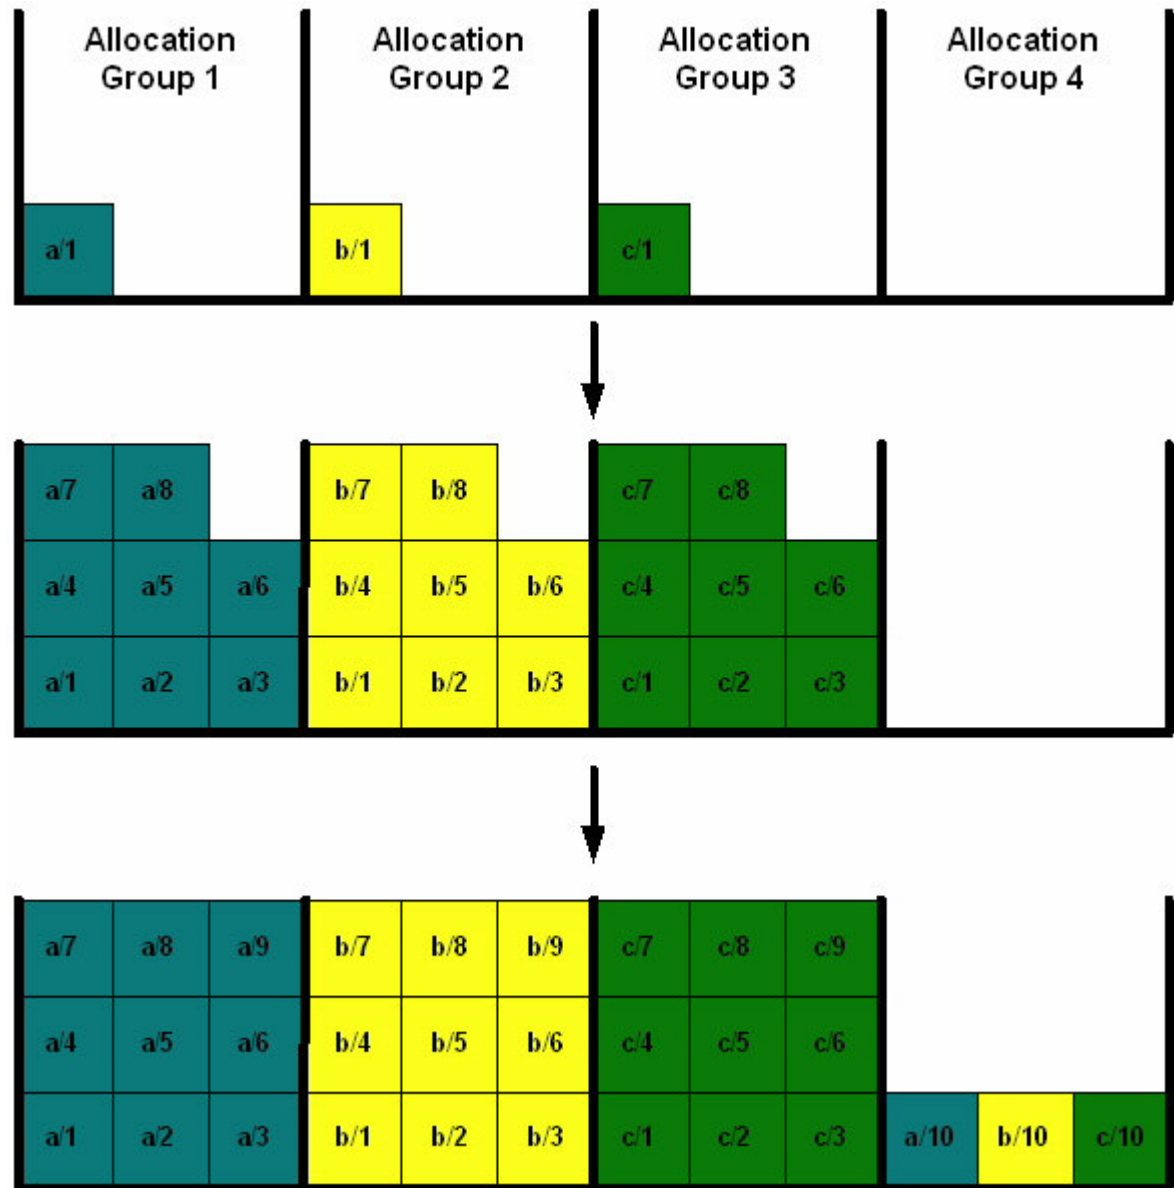 Allocation Group 1 Allocation Group 2 Allocation Group 3 Allocation Group 4
a/1 b/1 c/1
a/7 a/8 b/7 b/8 c/7 c/8
a/4 a/5 a/6 b/4 b/5 b/6 c/4 c/5 c/6
a/1 a/2 a/3 b/1 b/2 b/3 c/1 c/2 c/3
a/7 a/8 a/9 b/7 b/8 b/9 c/7 c/8 c/9
a/4 a/5 a/6 b/4 b/5 b/6 c/4 c/5 c/6
a/1 a/2 a/3 b/1 b/2 b/3 c/1 c/2 c/3 a/10 b/10 c/10